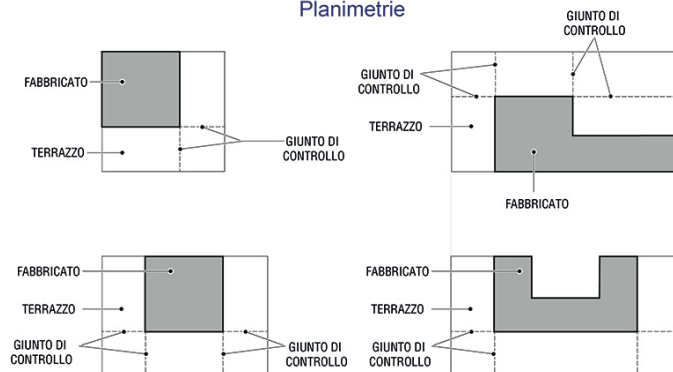 Planimetrie
FABBRICATO
TERRAZZO
GIUNTO DI
CONTROLLO
GIUNTO DI
CONTROLLO
GIUNTO DI
CONTROLLO
TERRAZZO
FABBRICATO
FABBRICATO
TERRAZZO
GIUNTO DI
CONTROLLO
GIUNTO DI
CONTROLLO
FABBRICATO
TERRAZZO
GIUNTO DI
CONTROLLO